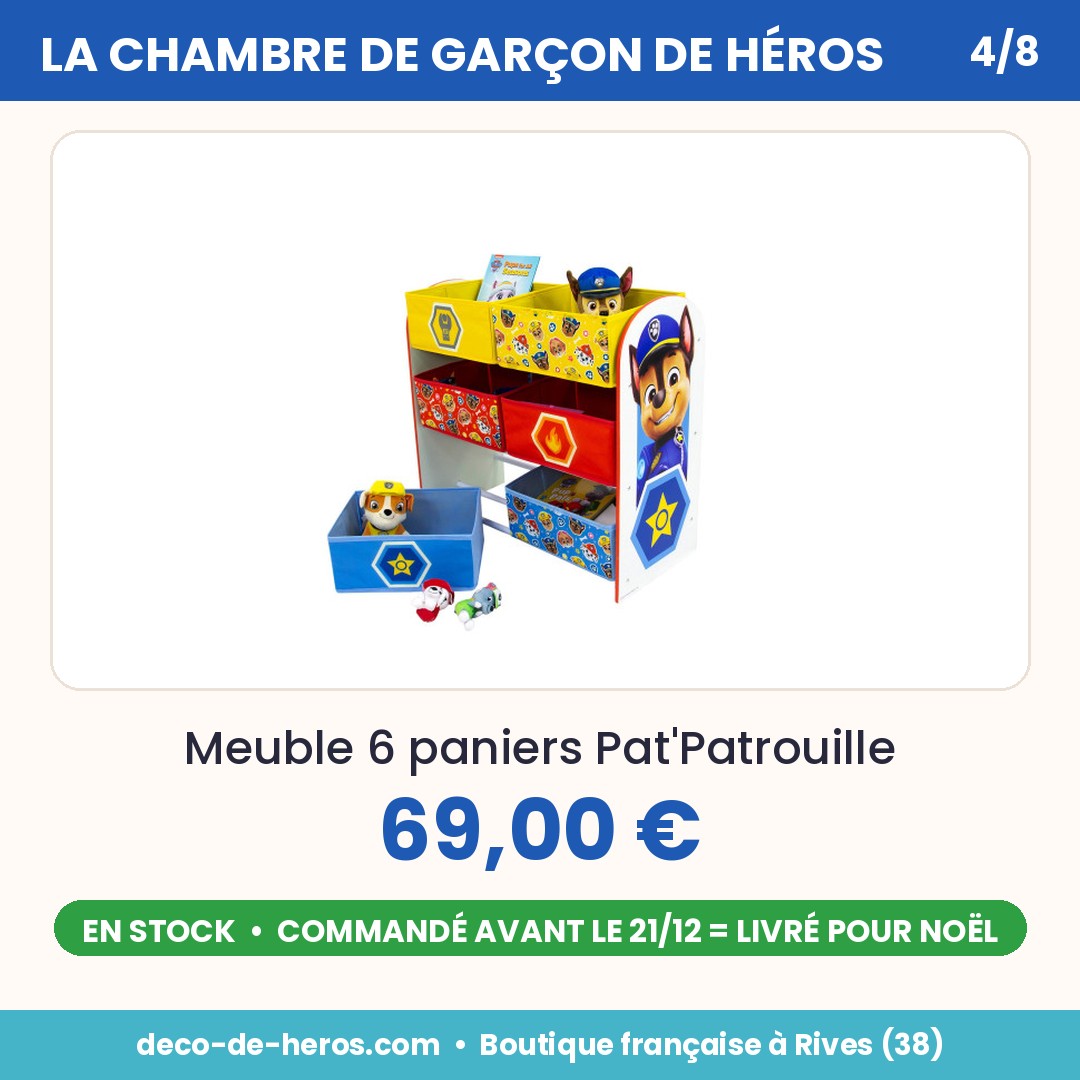 LA CHAMBRE DE GARÇON DE HÉROS
4/8
Meuble 6 paniers Pat'Patrouille
69,00 €
EN STOCK • COMMANDÉ AVANT LE 21/12 = LIVRÉ POUR NOËL
deco-de-heros.com • Boutique française à Rives (38)